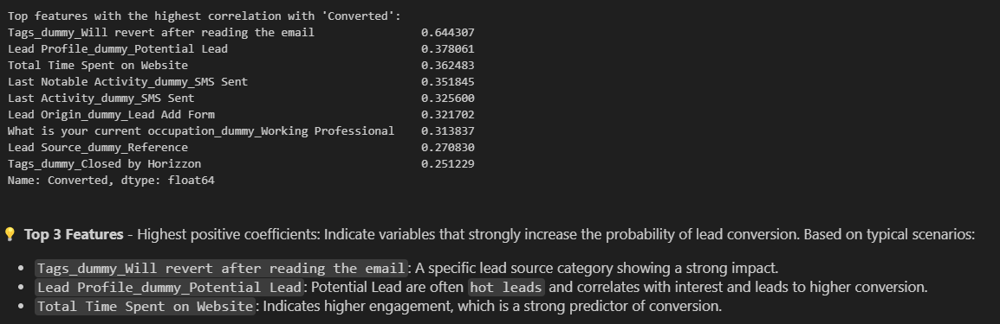 Top features with the highest correlation with 'Converted':
Tags_dummy_Will revert after reading the email 0.644307
Lead Profile_dummy_Potential Lead 0.378061
Total Time Spent on Website 0.362483
Last Notable Activity_dummy_SMS Sent 0.351845
Last Activity_dummy_SMS Sent 0.325600
Lead Origin_dummy_Lead Add Form 0.321702
What is your current occupation_dummy_Working Professional 0.313837
Lead Source_dummy_Reference 0.270830
Tags_dummy_Closed by Horizzon 0.251229
Name: Converted, dtype: float64
💡 Top 3 Features - Highest positive coefficients: Indicate variables that strongly increase the probability of lead conversion. Based on typical scenarios:
• Tags_dummy_Will revert after reading the email: A specific lead source category showing a strong impact.
• Lead Profile_dummy_Potential Lead: Potential Lead are often hot leads and correlates with interest and leads to higher conversion.
• Total Time Spent on Website: Indicates higher engagement, which is a strong predictor of conversion.